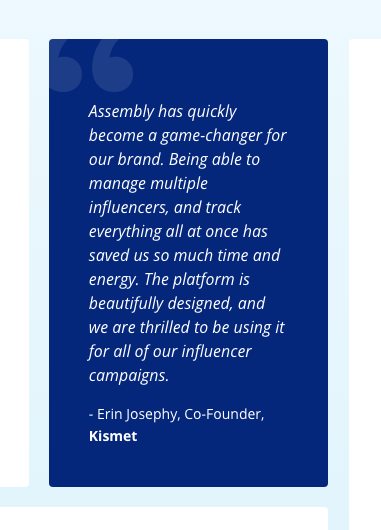 Assembly has quickly
become a game-changer for
our brand. Being able to
manage multiple
influencers, and track
everything all at once has
saved us so much time and
energy. The platform is
beautifully designed, and
we are thrilled to be using it
for all of our influencer
campaigns.
- Erin Josephy, Co-Founder,
Kismet